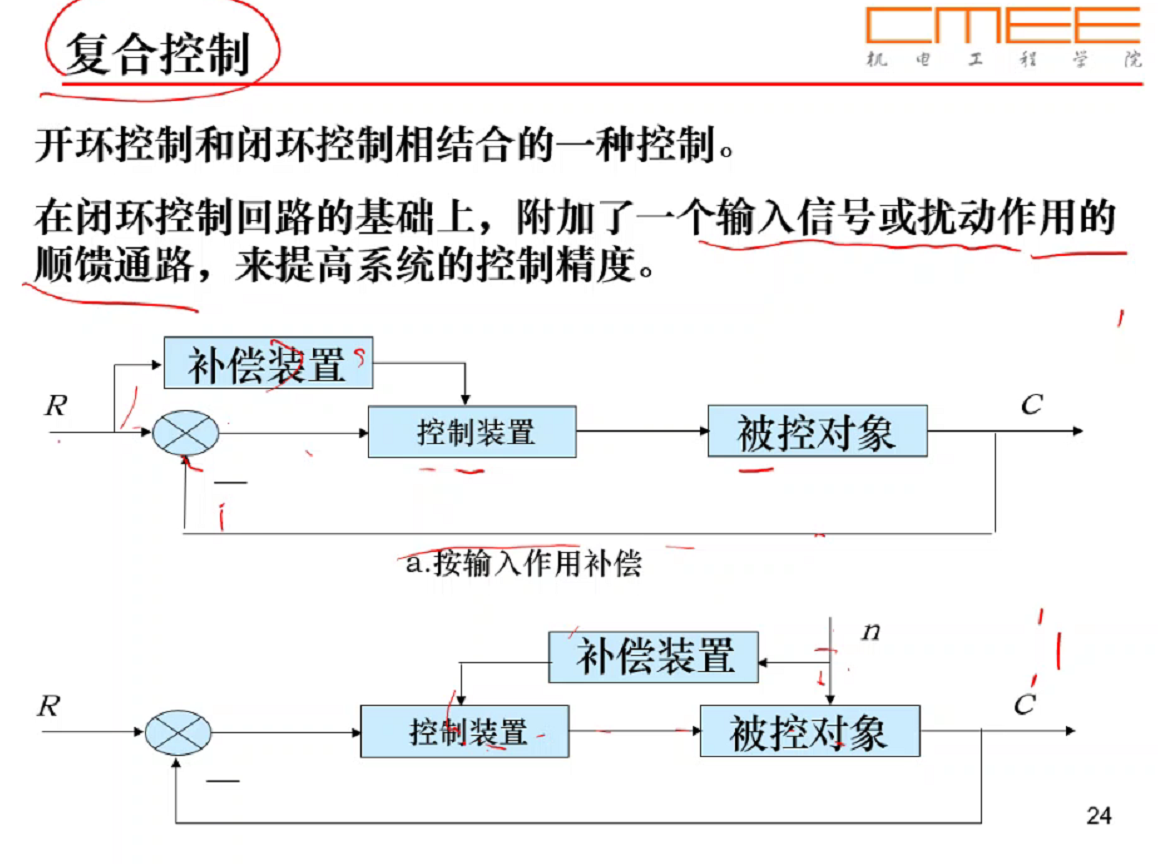 复合控制
CMEE
机电工程学院
开环控制和闭环控制相结合的一种控制。
在闭环控制回路的基础上，附加了一个输入信号或扰动作用的
顺馈通路，来提高系统的控制精度。
补偿装置
R
控制装置
被控对象
C
—
a.按输入作用补偿
n
补偿装置
R
控制装置
被控对象
C
—
24